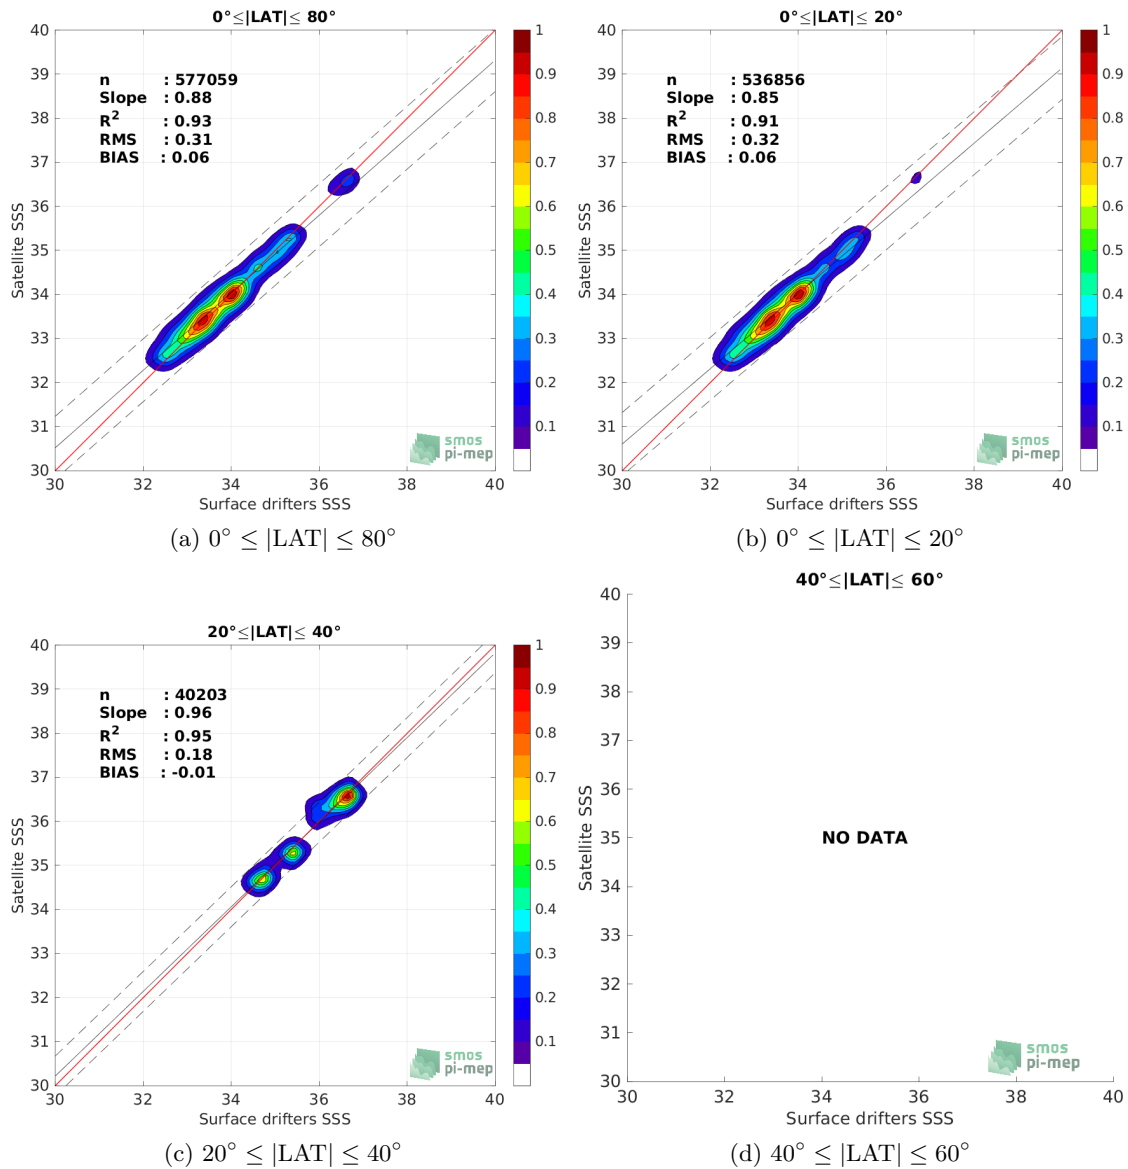 0°≤|LAT|≤ 80°
40
39
38
37
36
35
34
33
32
31
30
Satellite SSS
n : 577059
Slope : 0.88
R² : 0.93
RMS : 0.31
BIAS : 0.06
smos
pi-mep
30 32 34 36 38 40
Surface drifters SSS
1
0.9
0.8
0.7
0.6
0.5
0.4
0.3
0.2
0.1
(a) 0° ≤ |LAT| ≤ 80°
0°≤|LAT|≤ 20°
40
39
38
37
36
35
34
33
32
31
30
Satellite SSS
n : 536856
Slope : 0.85
R² : 0.91
RMS : 0.32
BIAS : 0.06
smos
pi-mep
30 32 34 36 38 40
Surface drifters SSS
1
0.9
0.8
0.7
0.6
0.5
0.4
0.3
0.2
0.1
(b) 0° ≤ |LAT| ≤ 20°
20°≤|LAT|≤ 40°
40
39
38
37
36
35
34
33
32
31
30
Satellite SSS
n : 40203
Slope : 0.96
R² : 0.95
RMS : 0.18
BIAS : -0.01
smos
pi-mep
30 32 34 36 38 40
Surface drifters SSS
1
0.9
0.8
0.7
0.6
0.5
0.4
0.3
0.2
0.1
(c) 20° ≤ |LAT| ≤ 40°
40°≤|LAT|≤ 60°
40
39
38
37
36
35
34
33
32
31
30
Satellite SSS
NO DATA
smos
pi-mep
30 32 34 36 38 40
Surface drifters SSS
(d) 40° ≤ |LAT| ≤ 60°